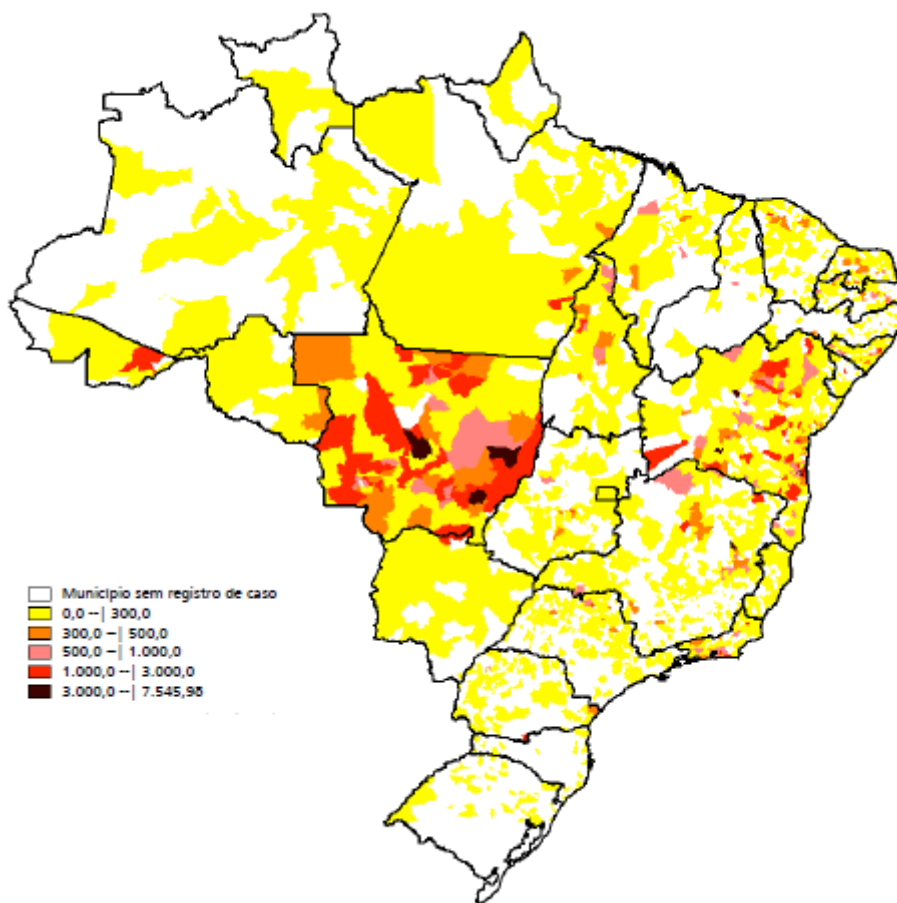 Município sem registro de caso
0,0 --| 300,0
300,0 --| 500,0
500,0 --| 1.000,0
1.000,0 --| 3.000,0
3.000,0 --| 7.545,98